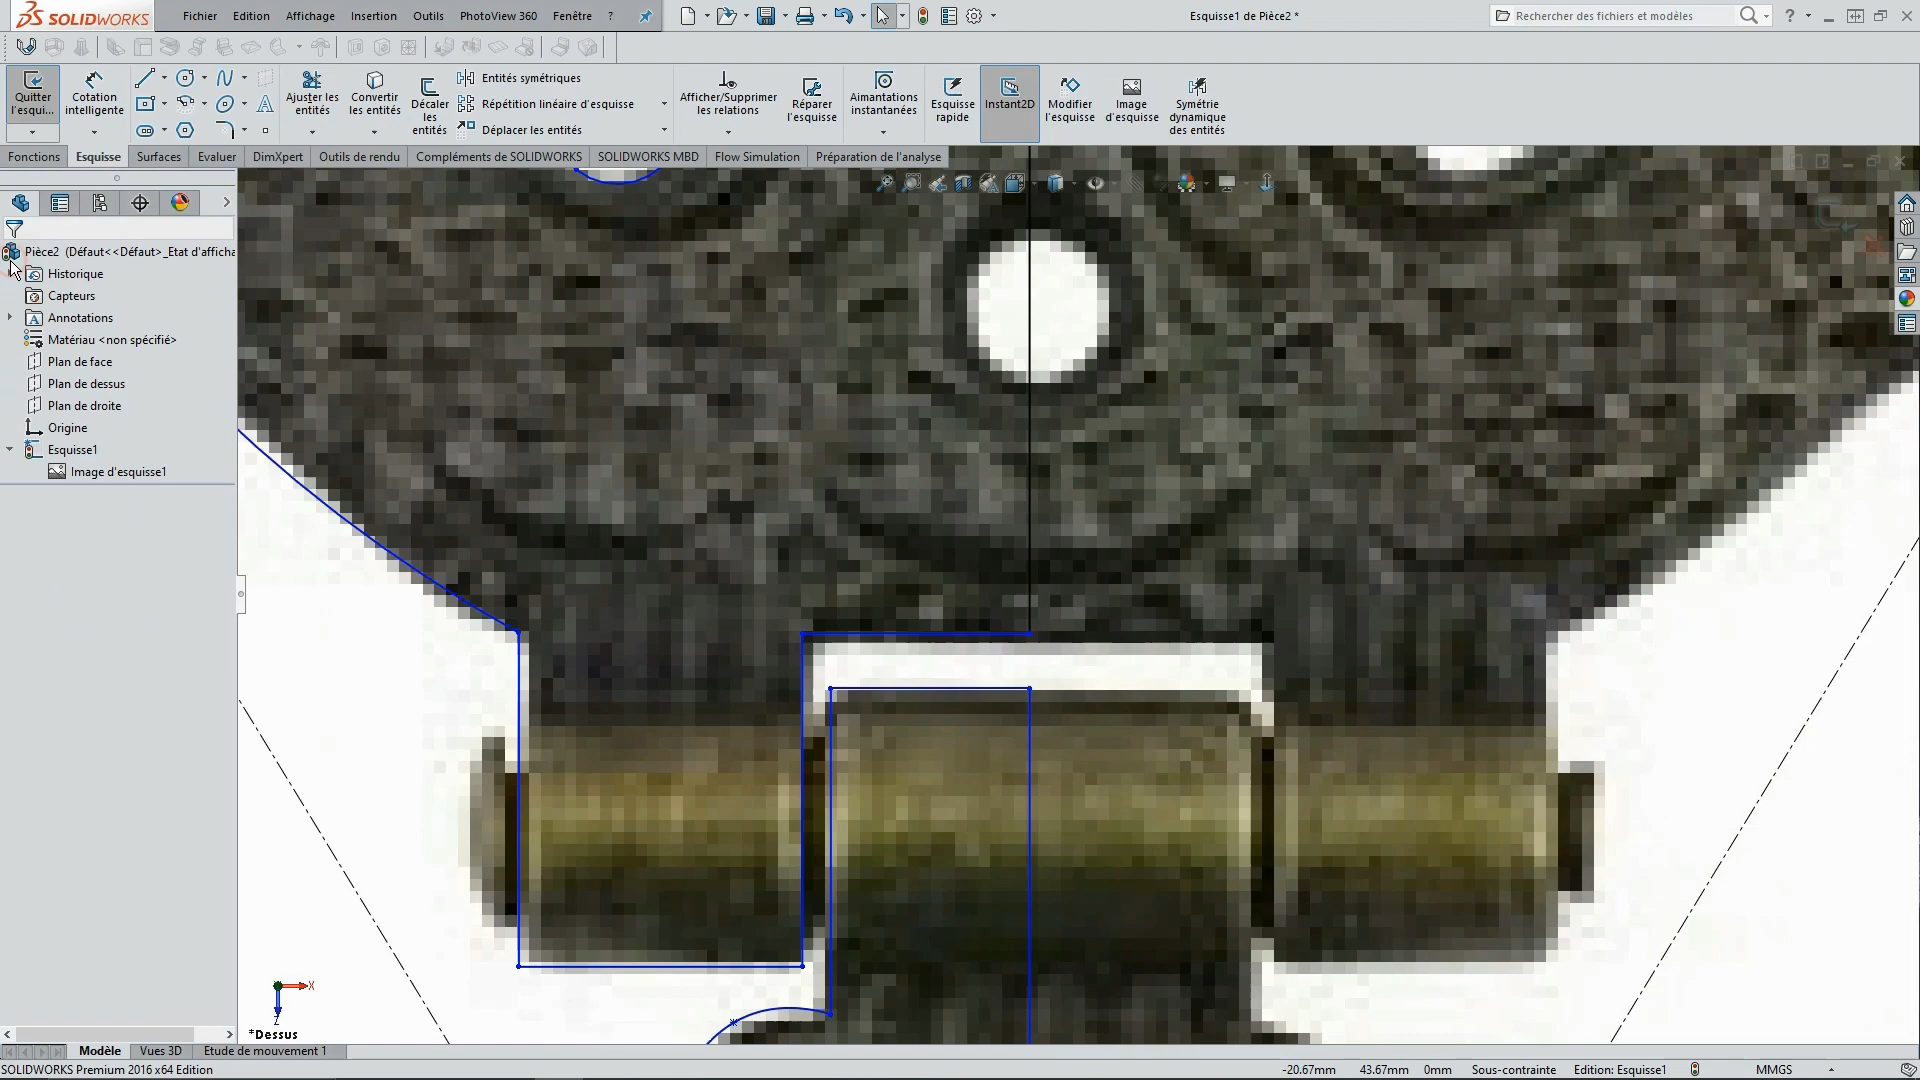 SOLIDWORKS
Fichier Edition Affichage Insertion Outils PhotoView 360 Fenêtre ?
Esquisse1 de Pièce2 *
Rechercher des fichiers et modèles
Quitter l'esqui...
Cotation intelligente
Ajuster les entités
Convertir les entités
Décaler les entités
Entités symétriques
Répétition linéaire d'esquisse
Déplacer les entités
Afficher/Supprimer les relations
Réparer l'esquisse
Aimantations instantanées
Esquisse rapide
Instant2D
Modifier l'esquisse
Image d'esquisse
Symétrie dynamique des entités
Fonctions Esquisse Surfaces Evaluer DimXpert Outils de rendu Compléments de SOLIDWORKS SOLIDWORKS MBD Flow Simulation Préparation de l'analyse
Pièce2 (Défaut<<Défaut>_Etat d'afficha
Historique
Capteurs
Annotations
Matériau <non spécifié>
Plan de face
Plan de dessus
Plan de droite
Origine
Esquisse1
Image d'esquisse1
X
Z
*Dessus
Modèle Vues 3D Etude de mouvement 1
SOLIDWORKS Premium 2016 x64 Edition
-20.67mm 43.67mm 0mm Sous-contrainte Edition: Esquisse1 MMGS